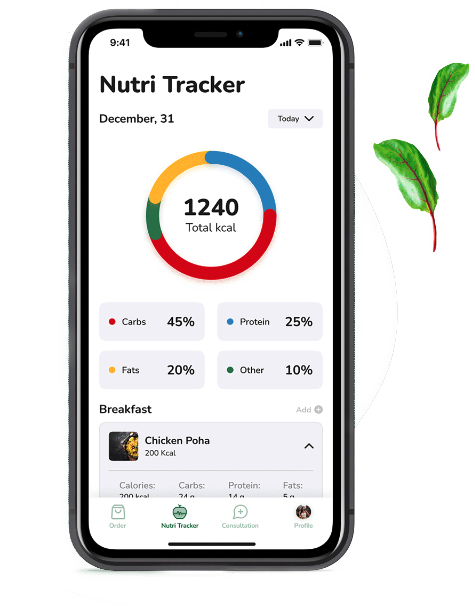 9:41
Nutri Tracker
December, 31
Today
1240
Total kcal
Carbs 45%
Protein 25%
Fats 20%
Other 10%
Breakfast
Add
Chicken Poha
200 Kcal
Calories: Carbs: Protein: Fats:
200 kcal 24 g 14 g 5 g
Order Nutri Tracker Consultation Profile